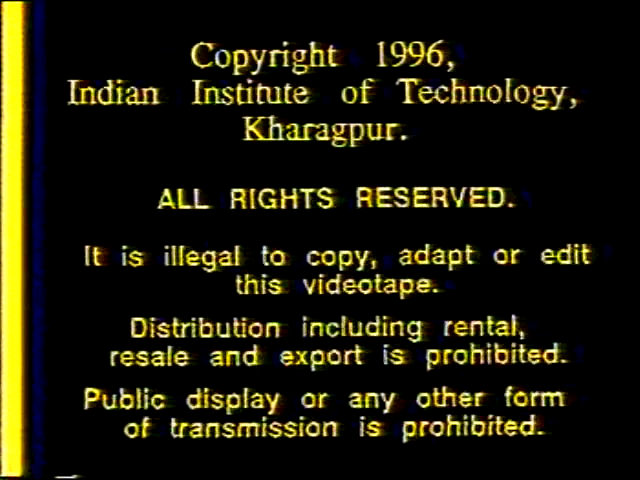 Copyright 1996,
Indian Institute of Technology,
Kharagpur.
ALL RIGHTS RESERVED.
It is illegal to copy, adapt or edit
this videotape.
Distribution including rental,
resale and export is prohibited.
Public display or any other form
of transmission is prohibited.